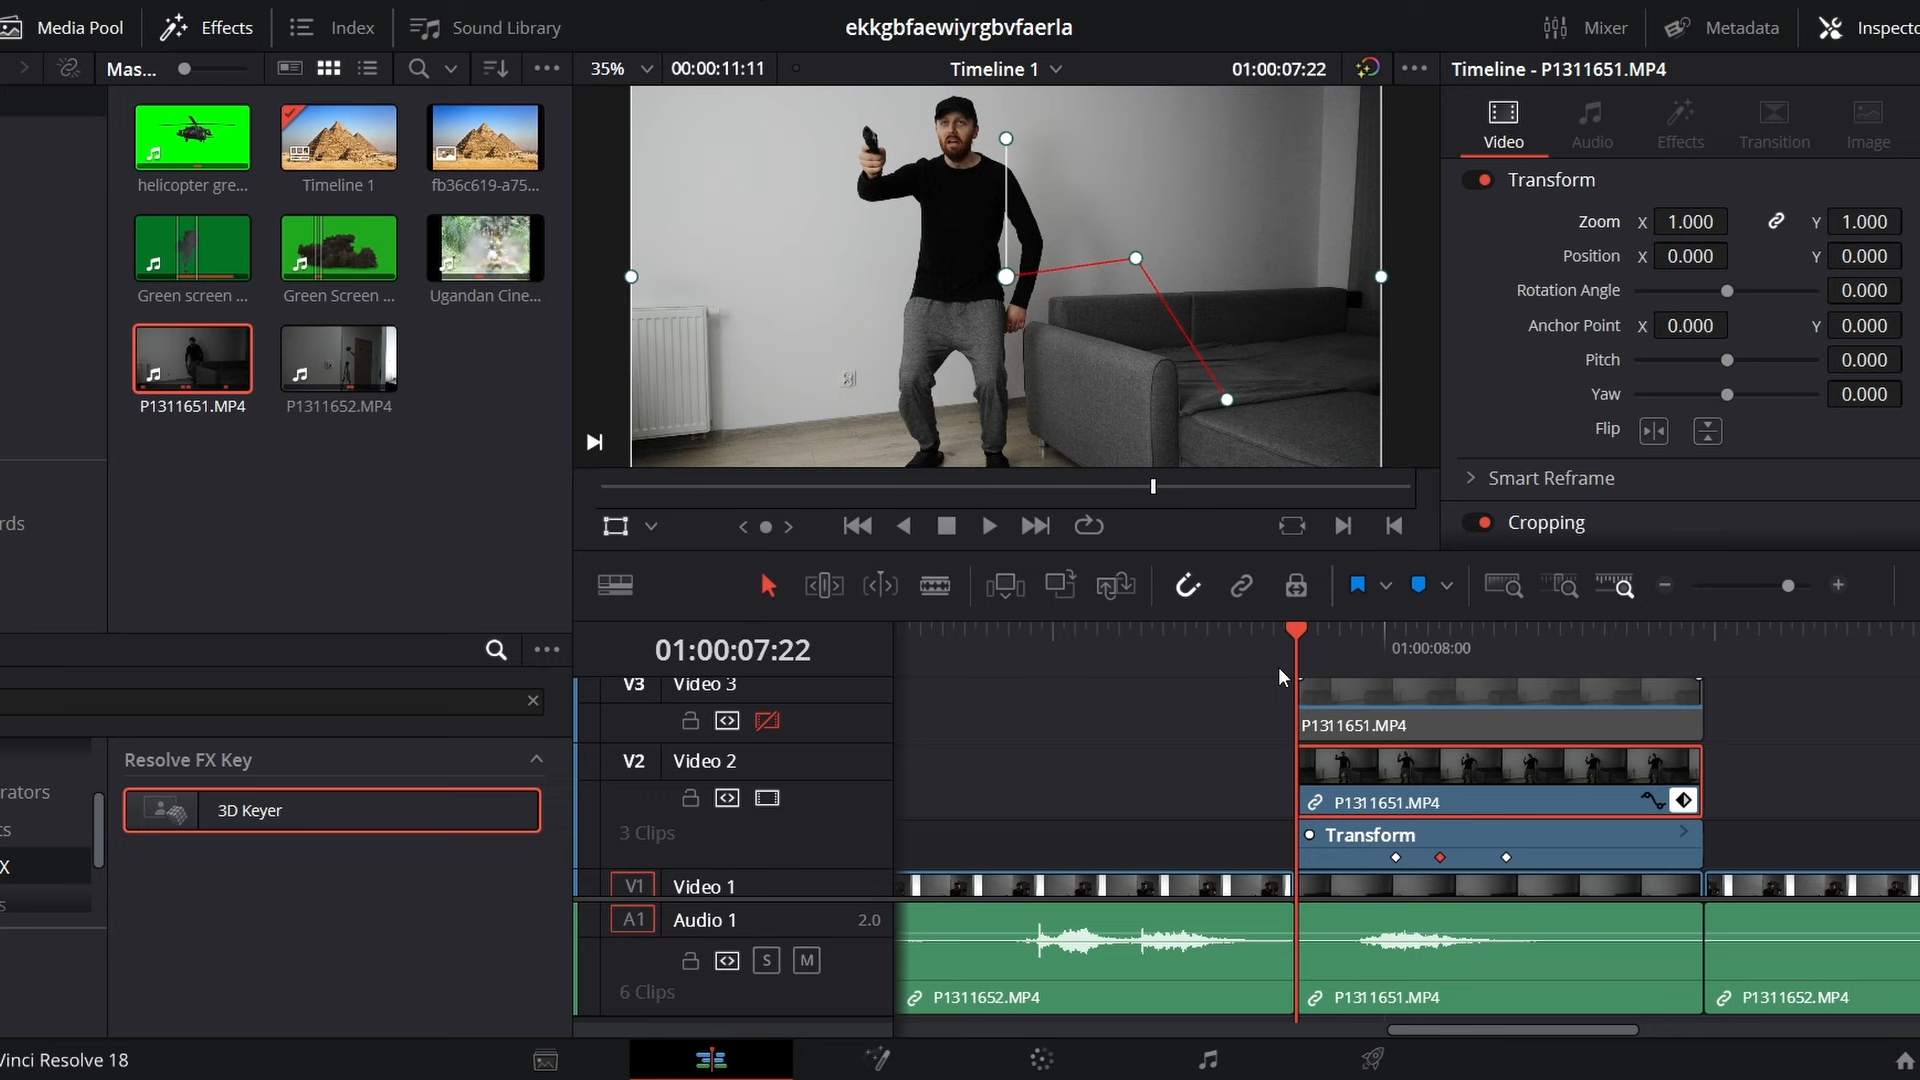 Media Pool
Effects
Index
Sound Library
ekkgbfaewiyrgbvfaerla
Mixer
Metadata
Inspecto
Mas...
35%
00:00:11:11
Timeline 1
01:00:07:22
Timeline - P1311651.MP4
helicopter gre...
Timeline 1
fb36c619-a75...
Green screen ...
Green Screen ...
Ugandan Cine...
P1311651.MP4
P1311652.MP4
Video
Audio
Effects
Transition
Image
Transform
Zoom X 1.000 Y 1.000
Position X 0.000 Y 0.000
Rotation Angle 0.000
Anchor Point X 0.000 Y 0.000
Pitch 0.000
Yaw 0.000
Flip
Smart Reframe
Cropping
rds
01:00:07:22
01:00:08:00
V3 Video 3
P1311651.MP4
Resolve FX Key
3D Keyer
rators
ts
X
s
V2 Video 2
P1311651.MP4
3 Clips
Transform
V1 Video 1
A1 Audio 1 2.0
S M
6 Clips
P1311652.MP4
P1311651.MP4
P1311652.MP4
Vinci Resolve 18